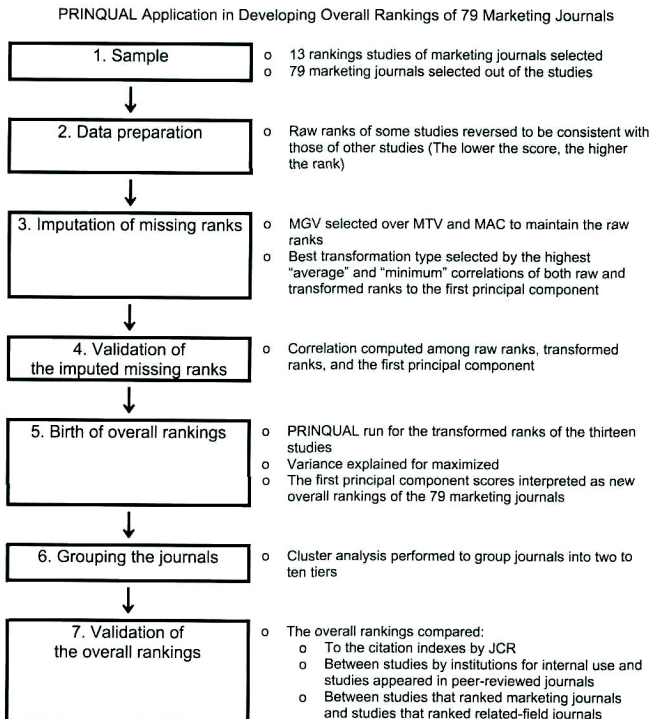 PRINQUAL Application in Developing Overall Rankings of 79 Marketing Journals
1. Sample
o 13 rankings studies of marketing journals selected
o 79 marketing journals selected out of the studies
2. Data preparation
o Raw ranks of some studies reversed to be consistent with
those of other studies (The lower the score, the higher
the rank)
3. Imputation of missing ranks
o MGV selected over MTV and MAC to maintain the raw
ranks
o Best transformation type selected by the highest
"average" and "minimum" correlations of both raw and
transformed ranks to the first principal component
4. Validation of
the imputed missing ranks
o Correlation computed among raw ranks, transformed
ranks, and the first principal component
5. Birth of overall rankings
o PRINQUAL run for the transformed ranks of the thirteen
studies
o Variance explained for maximized
o The first principal component scores interpreted as new
overall rankings of the 79 marketing journals
6. Grouping the journals
o Cluster analysis performed to group journals into two to
ten tiers
7. Validation of
the overall rankings
o The overall rankings compared:
o To the citation indexes by JCR
o Between studies by institutions for internal use and
studies appeared in peer-reviewed journals
o Between studies that ranked marketing journals
and studies that ranked related-field journals